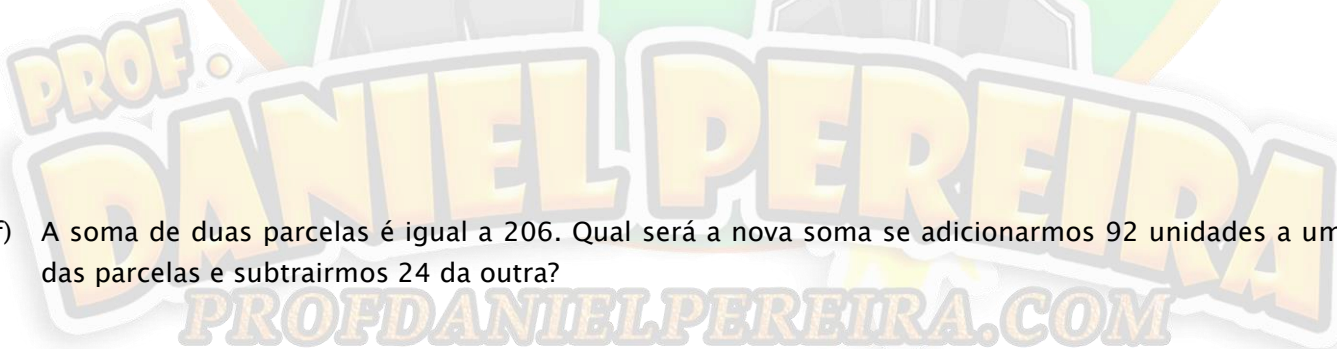 PROF.
DANIEL PEREIRA
f) A soma de duas parcelas é igual a 206. Qual será a nova soma se adicionarmos 92 unidades a um
das parcelas e subtrairmos 24 da outra?
PROFDANIELPEREIRA.COM